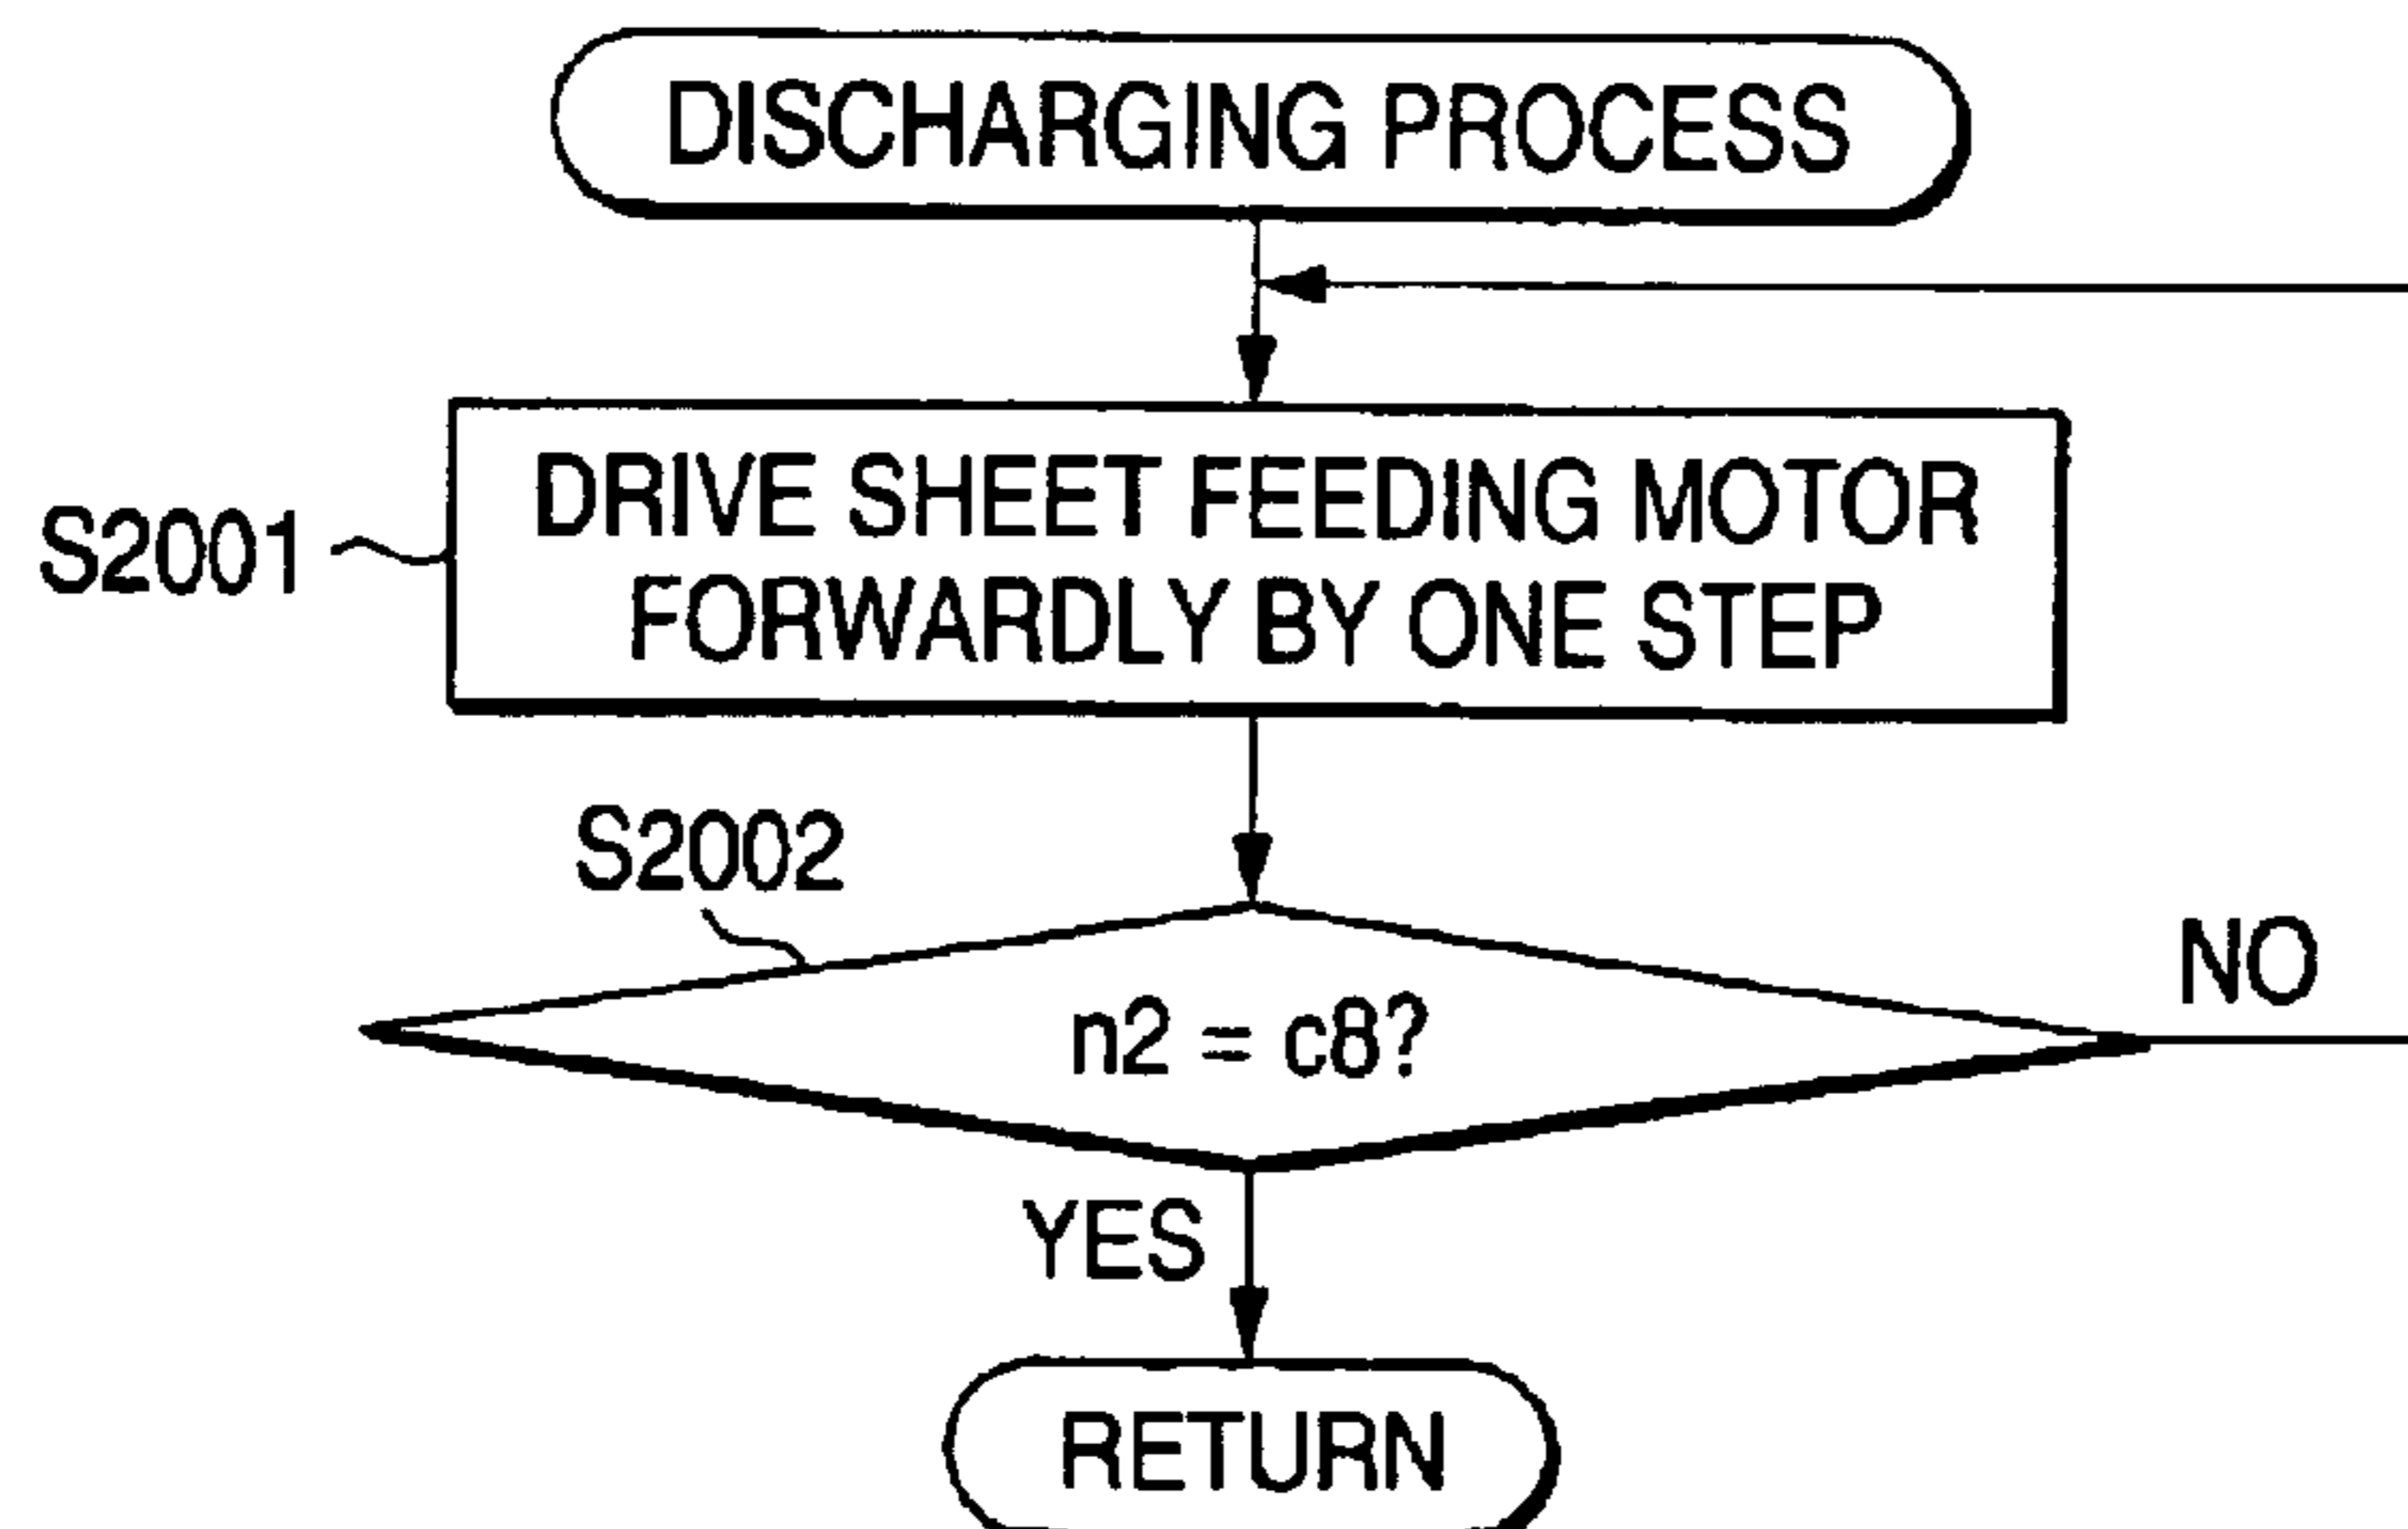 DISCHARGING PROCESS
S2001
DRIVE SHEET FEEDING MOTOR
FORWARDLY BY ONE STEP
S2002
n2 = c8?
NO
YES
RETURN